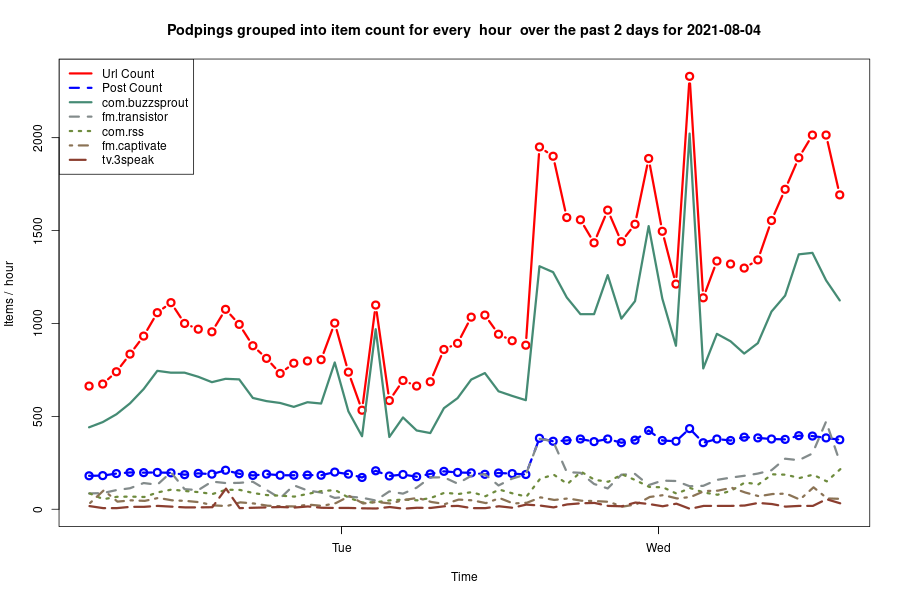 Podpings grouped into item count for every  hour  over the past 2 days for 2021-08-04
Url Count
Post Count
com.buzzsprout
fm.transistor
com.rss
fm.captivate
tv.3speak
2000
1500
1000
500
0
Items / hour
Tue
Wed
Time